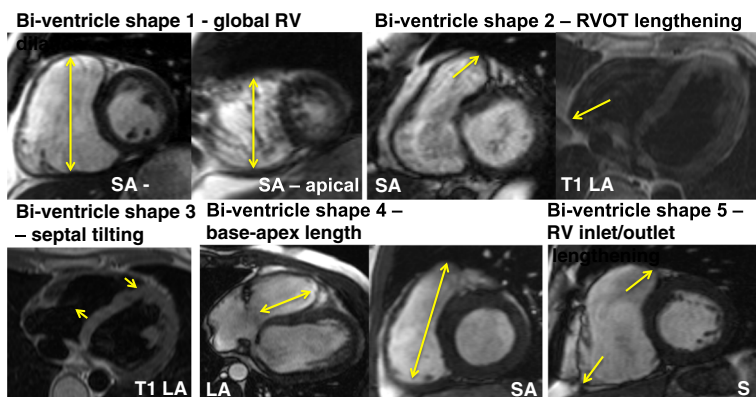 Bi-ventricle shape 1 - global RV
dilation
SA -
SA – apical
Bi-ventricle shape 2 – RVOT lengthening
SA
T1 LA
Bi-ventricle shape 3
– septal tilting
T1 LA
Bi-ventricle shape 4 –
base-apex length
LA
SA
Bi-ventricle shape 5 -
RV inlet/outlet
lengthening
S